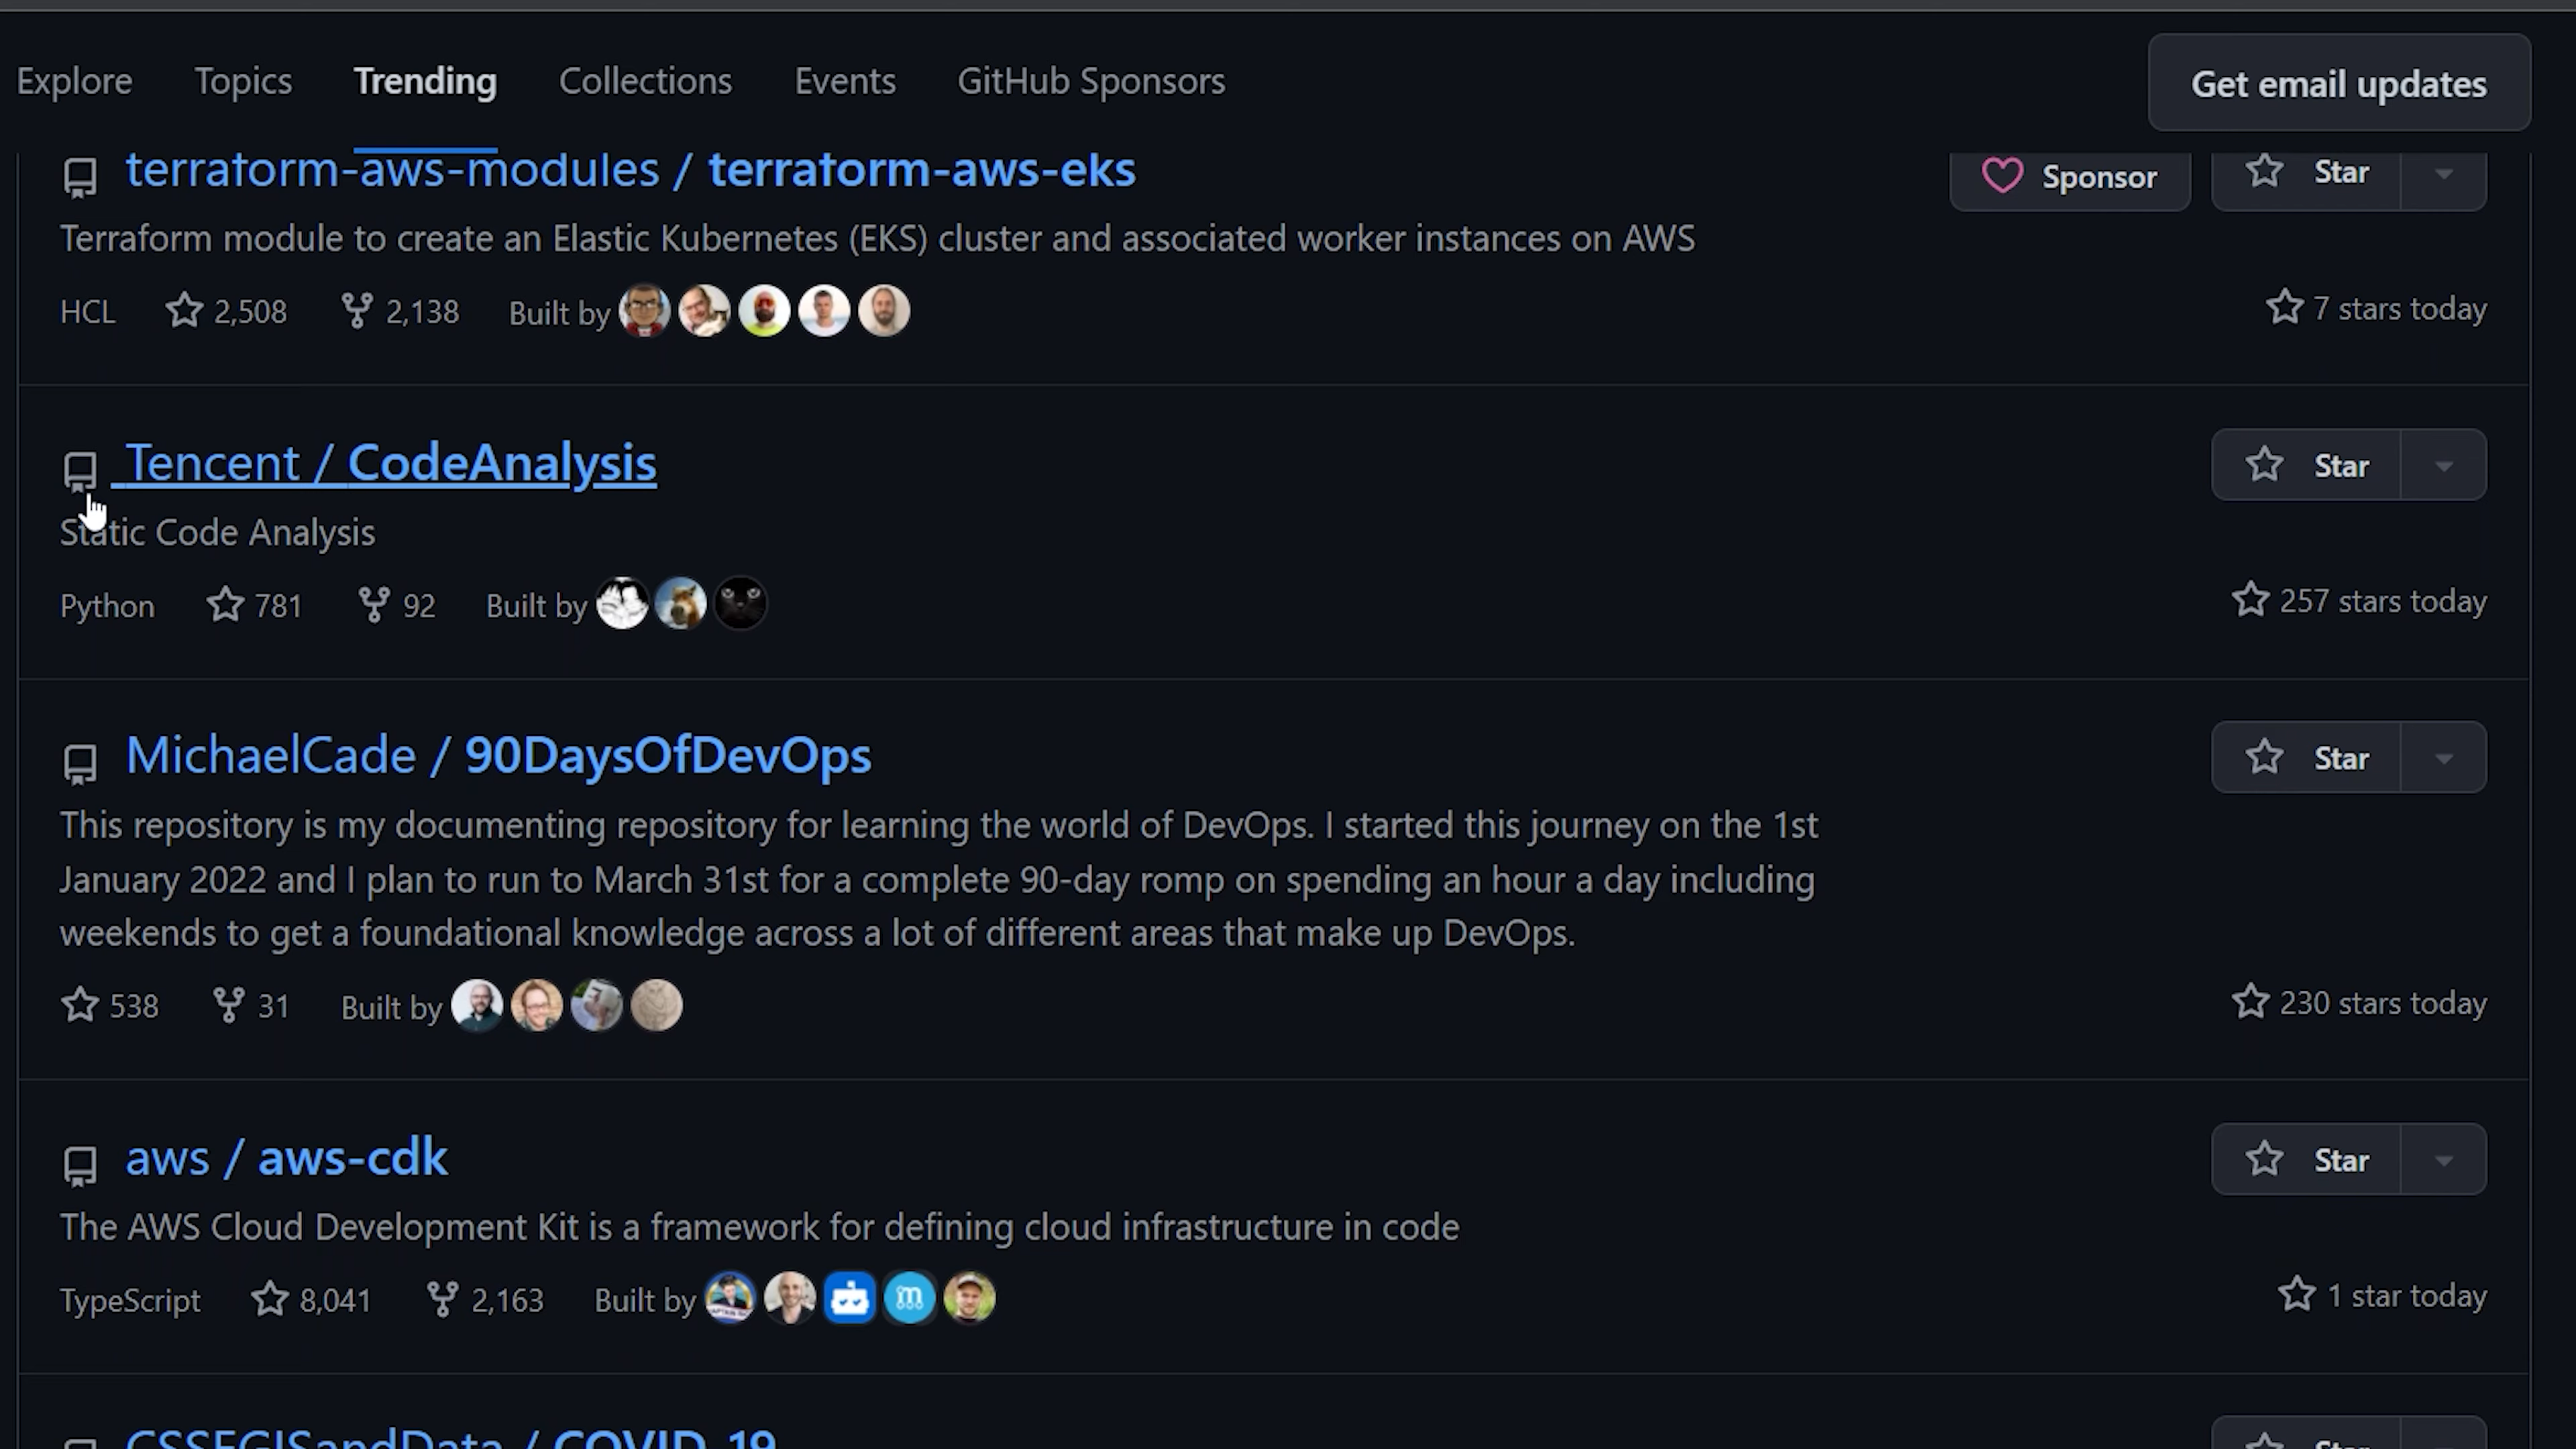 Explore Topics Trending Collections Events GitHub Sponsors Get email updates
terraform-aws-modules / terraform-aws-eks Sponsor Star
Terraform module to create an Elastic Kubernetes (EKS) cluster and associated worker instances on AWS
HCL 2,508 2,138 Built by 7 stars today
Tencent / CodeAnalysis Star
Static Code Analysis
Python 781 92 Built by 257 stars today
MichaelCade / 90DaysOfDevOps Star
This repository is my documenting repository for learning the world of DevOps. I started this journey on the 1st
January 2022 and I plan to run to March 31st for a complete 90-day romp on spending an hour a day including
weekends to get a foundational knowledge across a lot of different areas that make up DevOps.
538 31 Built by 230 stars today
aws / aws-cdk Star
The AWS Cloud Development Kit is a framework for defining cloud infrastructure in code
TypeScript 8,041 2,163 Built by m 1 star today
CSSEGISandData / COVID-19 Star